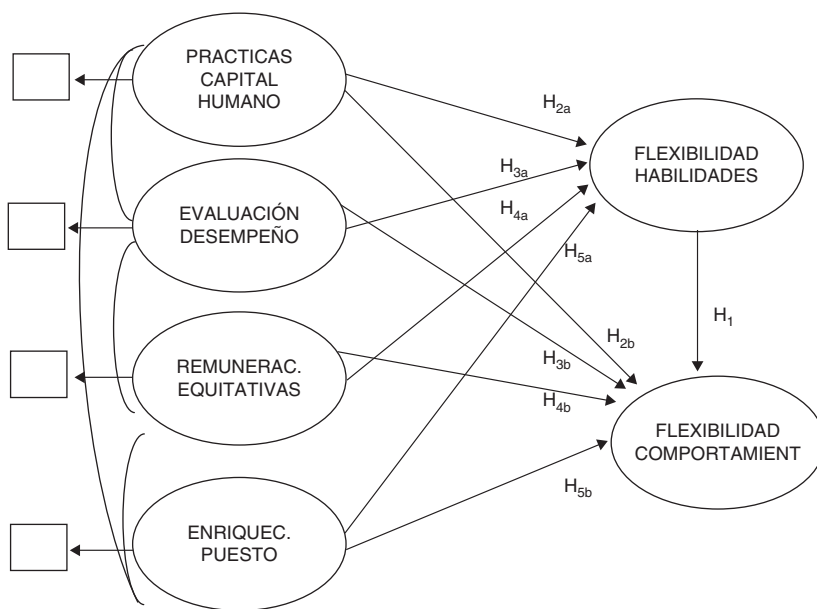 PRACTICAS
CAPITAL
HUMANO
H2a
FLEXIBILIDAD
HABILIDADES
H3a
EVALUACIÓN
DESEMPEÑO
H4a
H5a
H1
H2b
REMUNERAC.
EQUITATIVAS
H3b
H4b
FLEXIBILIDAD
COMPORTAMIENT
H5b
ENRIQUEC.
PUESTO